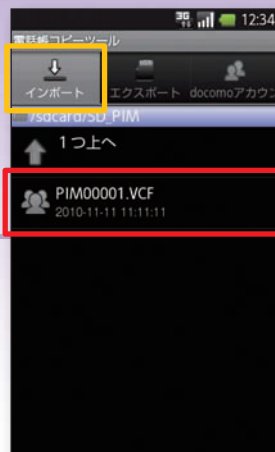 3G 12:34
電話帳コピーツール
インポート エクスポート docomoアカウン
/sdcard/SD_PIM
1つ上へ
PIM00001.VCF
2010-11-11 11:11:11